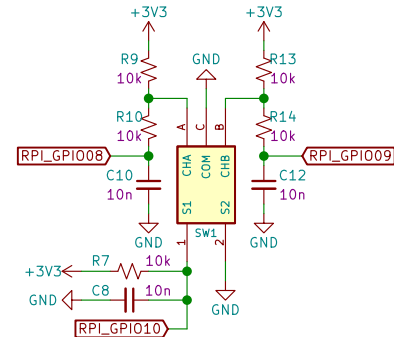 +3V3 +3V3
R9 GND R13
10k 10k
R10 R14
10k A C B 10k
RPI_GPIO08 CHA COM CHB RPI_GPIO09
C10 C12
10n 10n
S1 S2
GND SW1 GND
1 2
R7 10k
+3V3
C8 10n
GND GND
RPI_GPIO10